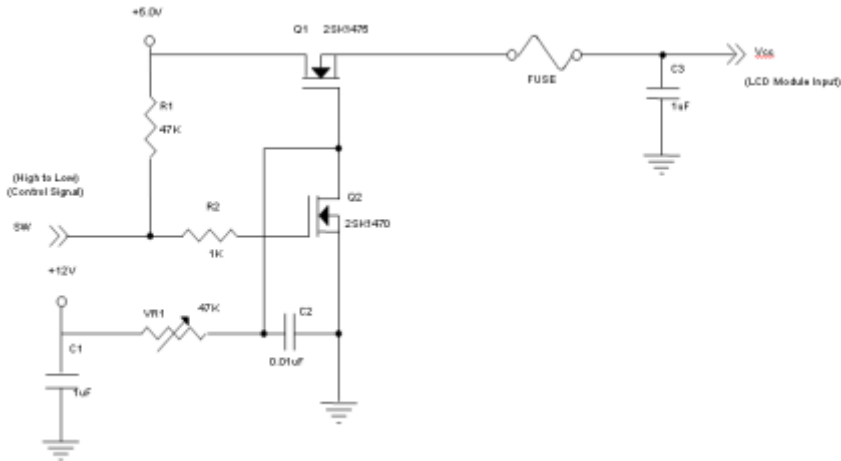 +5.0V
Q1 2SK1475
R1
47K
FUSE
C3
1uF
Vcc
(LCD Module Input)
(High to Low)
(Control Signal)
SW
R2
1K
Q2
2SK1470
+12V
VR1
47K
C2
0.01uF
C1
1uF